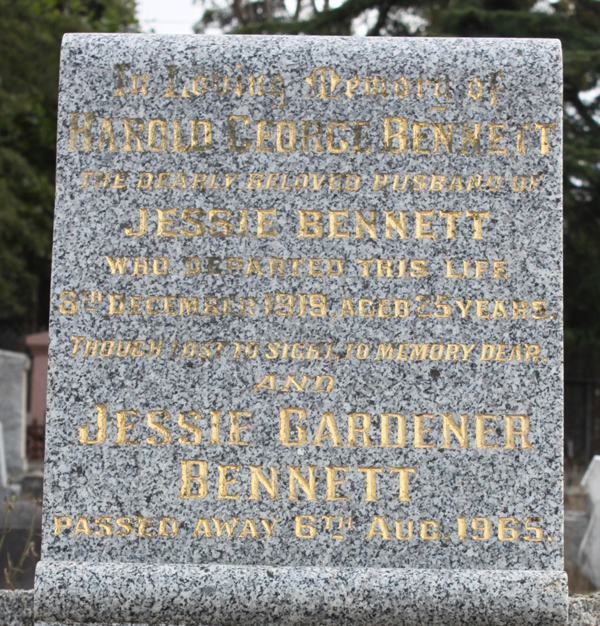 In Loving Memory of
HAROLD GEORGE BENNETT
THE DEARLY BELOVED HUSBAND OF
JESSIE BENNETT
WHO DEPARTED THIS LIFE
6TH DECEMBER 1919. AGED 25 YEARS.
THOUGH LOST TO SIGHT, TO MEMORY DEAR.
AND
JESSIE GARDENER
BENNETT
PASSED AWAY 6TH AUG. 1965.